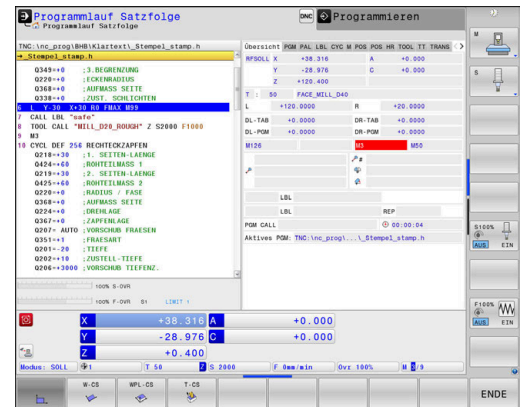 Programmlauf Satzfolge
Programmlauf Satzfolge
DNC
Programmieren
TNC:\nc_prog\BHB\Klartext\_Stempel_stamp.h
→_Stempel_stamp.h
Q349=+0 ;3.BEGRENZUNG
Q220=+0 ;ECKENRADIUS
Q368=+0 ;AUFMASS SEITE
Q338=+0 ;ZUST. SCHLICHTEN
6 L Y-30 X+30 R0 FMAX M99
7 CALL LBL "safe"
8 TOOL CALL "MILL_D20_ROUGH" Z S2000 F1000
9 M3
10 CYCL DEF 256 RECHTECKZAPFEN
Q218=+30 ;1. SEITEN-LAENGE
Q424=+60 ;ROHTEILMASS 1
Q219=+30 ;2. SEITEN-LAENGE
Q425=+60 ;ROHTEILMASS 2
Q220=+0 ;RADIUS / FASE
Q368=+0 ;AUFMASS SEITE
Q224=+0 ;DREHLAGE
Q367=+0 ;ZAPFENLAGE
Q207= AUTO ;VORSCHUB FRAESEN
Q351=+1 ;FRAESART
Q201=-20 ;TIEFE
Q202=+10 ;ZUSTELL-TIEFE
Q206=+3000 ;VORSCHUB TIEFENZ.
100% S-OVR
100% F-OVR S1 LIMIT 1
Übersicht PGM PAL LBL CYC M POS POS HR TOOL TT TRANS
RFSOLL X +38.316 A +0.000
Y -28.976 C +0.000
Z +120.400
T : 50 FACE_MILL_D40
L +120.0000 R +20.0000
DL-TAB +0.0000 DR-TAB +0.0000
DL-PGM +0.0000 DR-PGM +0.0000
M126 M3 M50
LBL
LBL REP
PGM CALL 00:00:04
Aktives PGM: TNC:\nc_prog\...\_Stempel_stamp.h
X +38.316 A +0.000
Y -28.976 C +0.000
Z +0.400
Modus: SOLL 1 T 50 Z S 2000 F 0mm/min Ovr 100% M 3/9
M
S
S100%
AUS EIN
F100%
AUS EIN
W-CS
WPL-CS
T-CS
ENDE